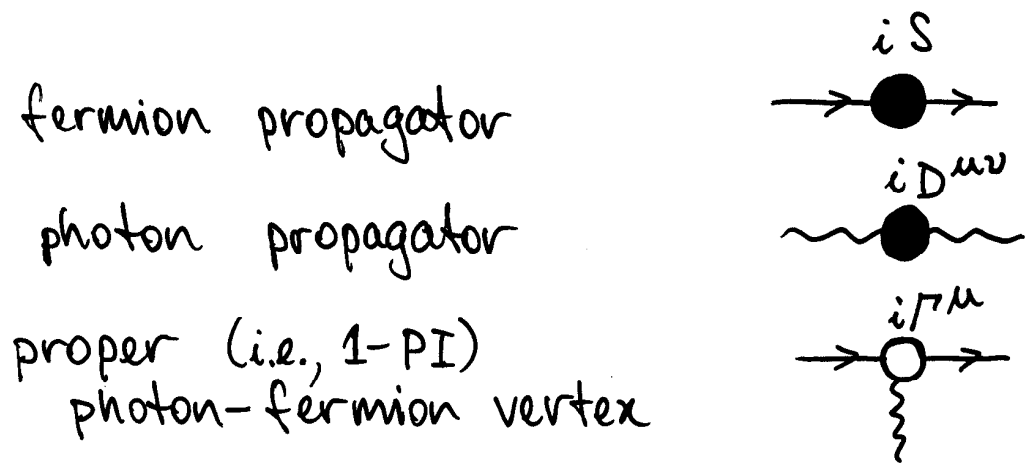 iS
fermion propagator
iD^{μν}
photon propagator
iΓ^μ
proper (i.e., 1-PI)
photon-fermion vertex